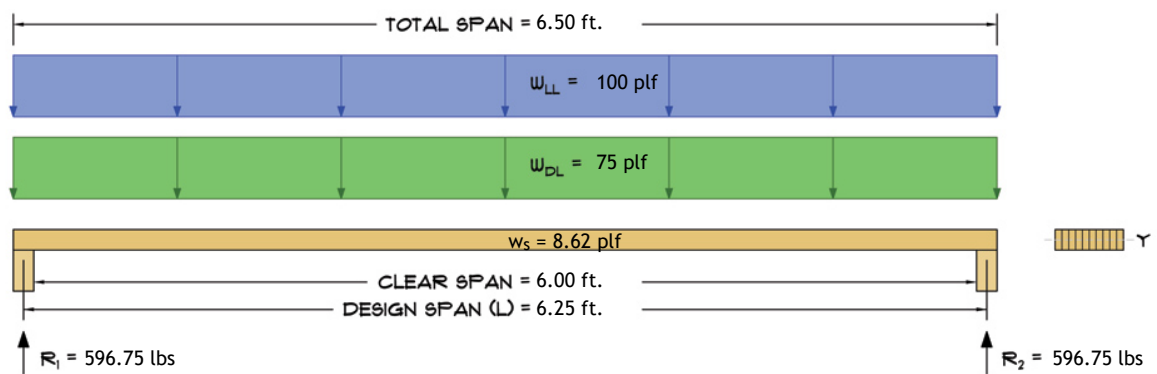 TOTAL SPAN = 6.50 ft.
WLL = 100 plf
WDL = 75 plf
ws = 8.62 plf
Y
CLEAR SPAN = 6.00 ft.
DESIGN SPAN (L) = 6.25 ft.
R1 = 596.75 lbs
R2 = 596.75 lbs